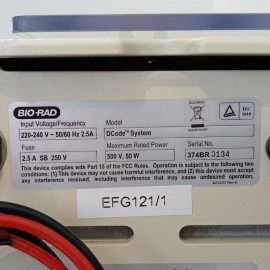 BIO-RAD
Input Voltage/Frequency
220-240 V ~ 50/60 Hz 2.5A
Model
DCode™ System
Fuse
2.5 A SB 250 V
Maximum Rated Power
500 V, 50 W
Serial No.
374BR 3134
This device complies with Part 15 of the FCC Rules. Operation is subject to the following two
conditions: (1) This device may not cause harmful interference, and (2) this device must
accept any interference received, including interference that may cause undesired operation.
EFG121/1